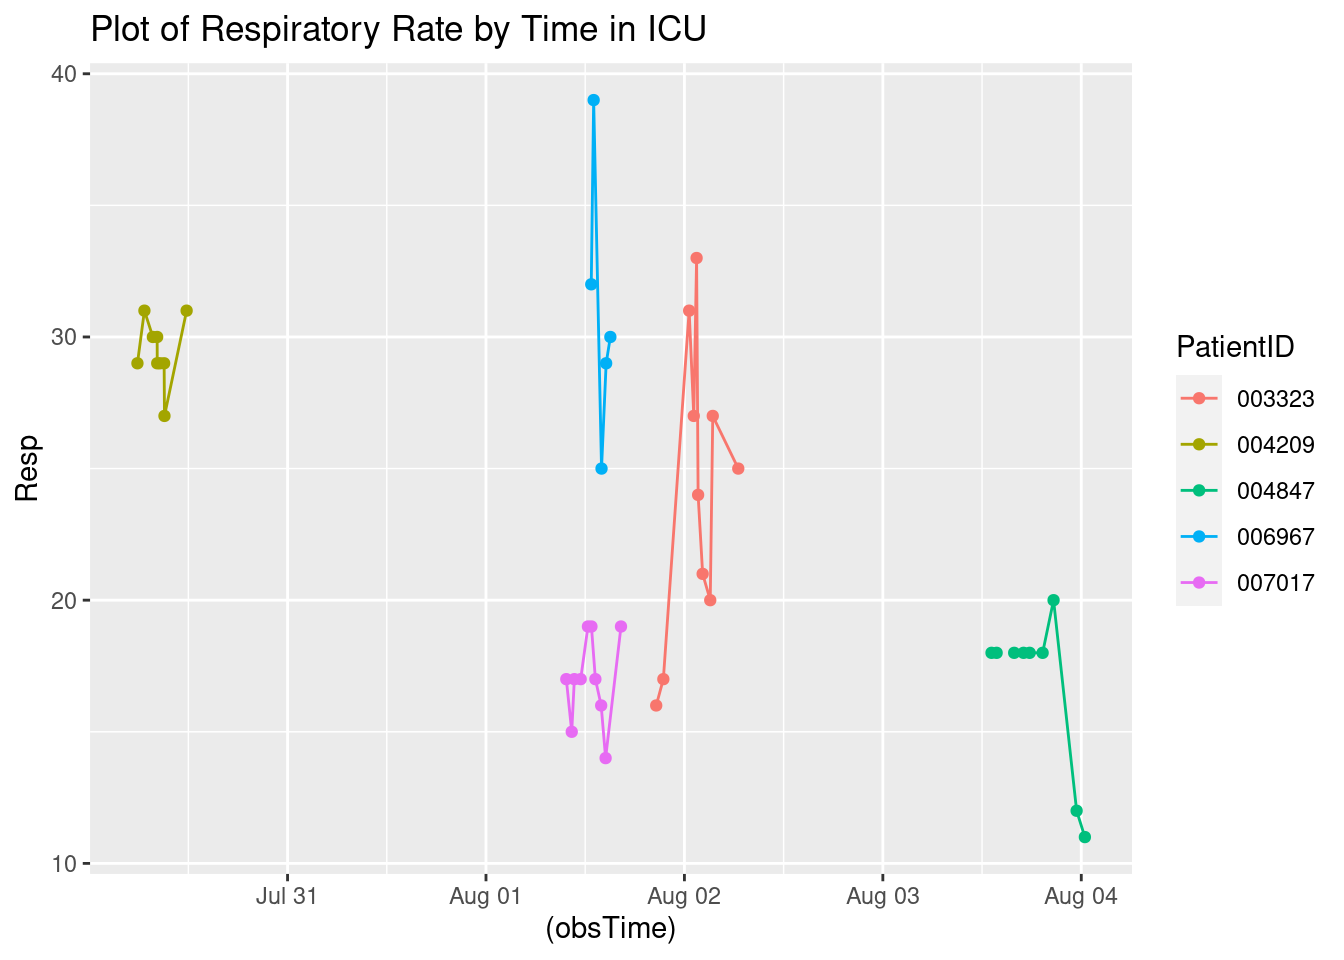 Plot of Respiratory Rate by Time in ICU
40
30
20
10
Resp
Jul 31
Aug 01
Aug 02
Aug 03
Aug 04
(obsTime)
PatientID
003323
004209
004847
006967
007017